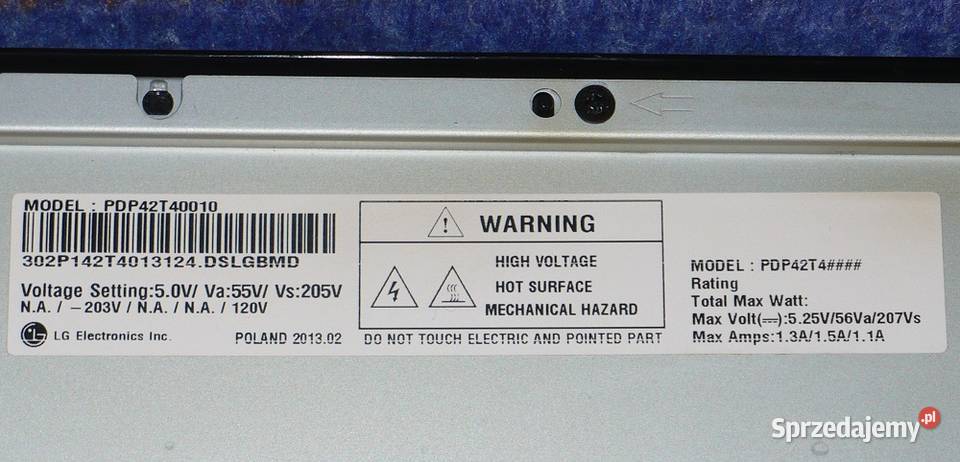 MODEL : PDP42T40010
302P142T4013124.DSLGBMD
Voltage Setting:5.0V/ Va:55V/ Vs:205V
N.A. / -203V / N.A. / N.A. / 120V
LG Electronics Inc. POLAND 2013.02
WARNING
HIGH VOLTAGE
HOT SURFACE
MECHANICAL HAZARD
DO NOT TOUCH ELECTRIC AND POINTED PART
MODEL : PDP42T4####
Rating
Total Max Watt:
Max Volt(⎓):5.25V/56Va/207Vs
Max Amps:1.3A/1.5A/1.1A
Sprzedajemy.pl